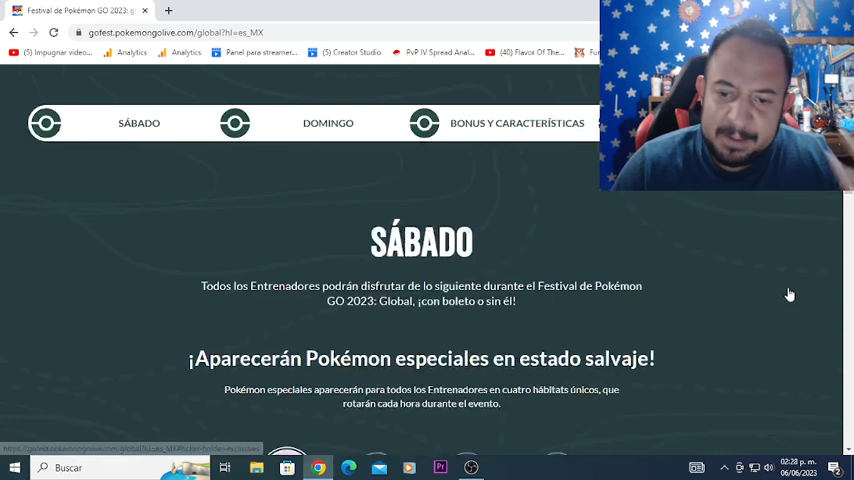 Festival de Pokémon GO 2023: g
gofest.pokemongolive.com/global?hl=es_MX
(5) Impugnar video...
Analytics
Analytics
Panel para streamer...
(5) Creator Studio
PvP IV Spread Anal...
(40) Flavor Of The...
SÁBADO
DOMINGO
BONUS Y CARACTERÍSTICAS
SÁBADO
Todos los Entrenadores podrán disfrutar de lo siguiente durante el Festival de Pokémon
GO 2023: Global, ¡con boleto o sin él!
¡Aparecerán Pokémon especiales en estado salvaje!
Pokémon especiales aparecerán para todos los Entrenadores en cuatro hábitats únicos, que
rotarán cada hora durante el evento.
Buscar
02:28 p. m.
06/06/2023